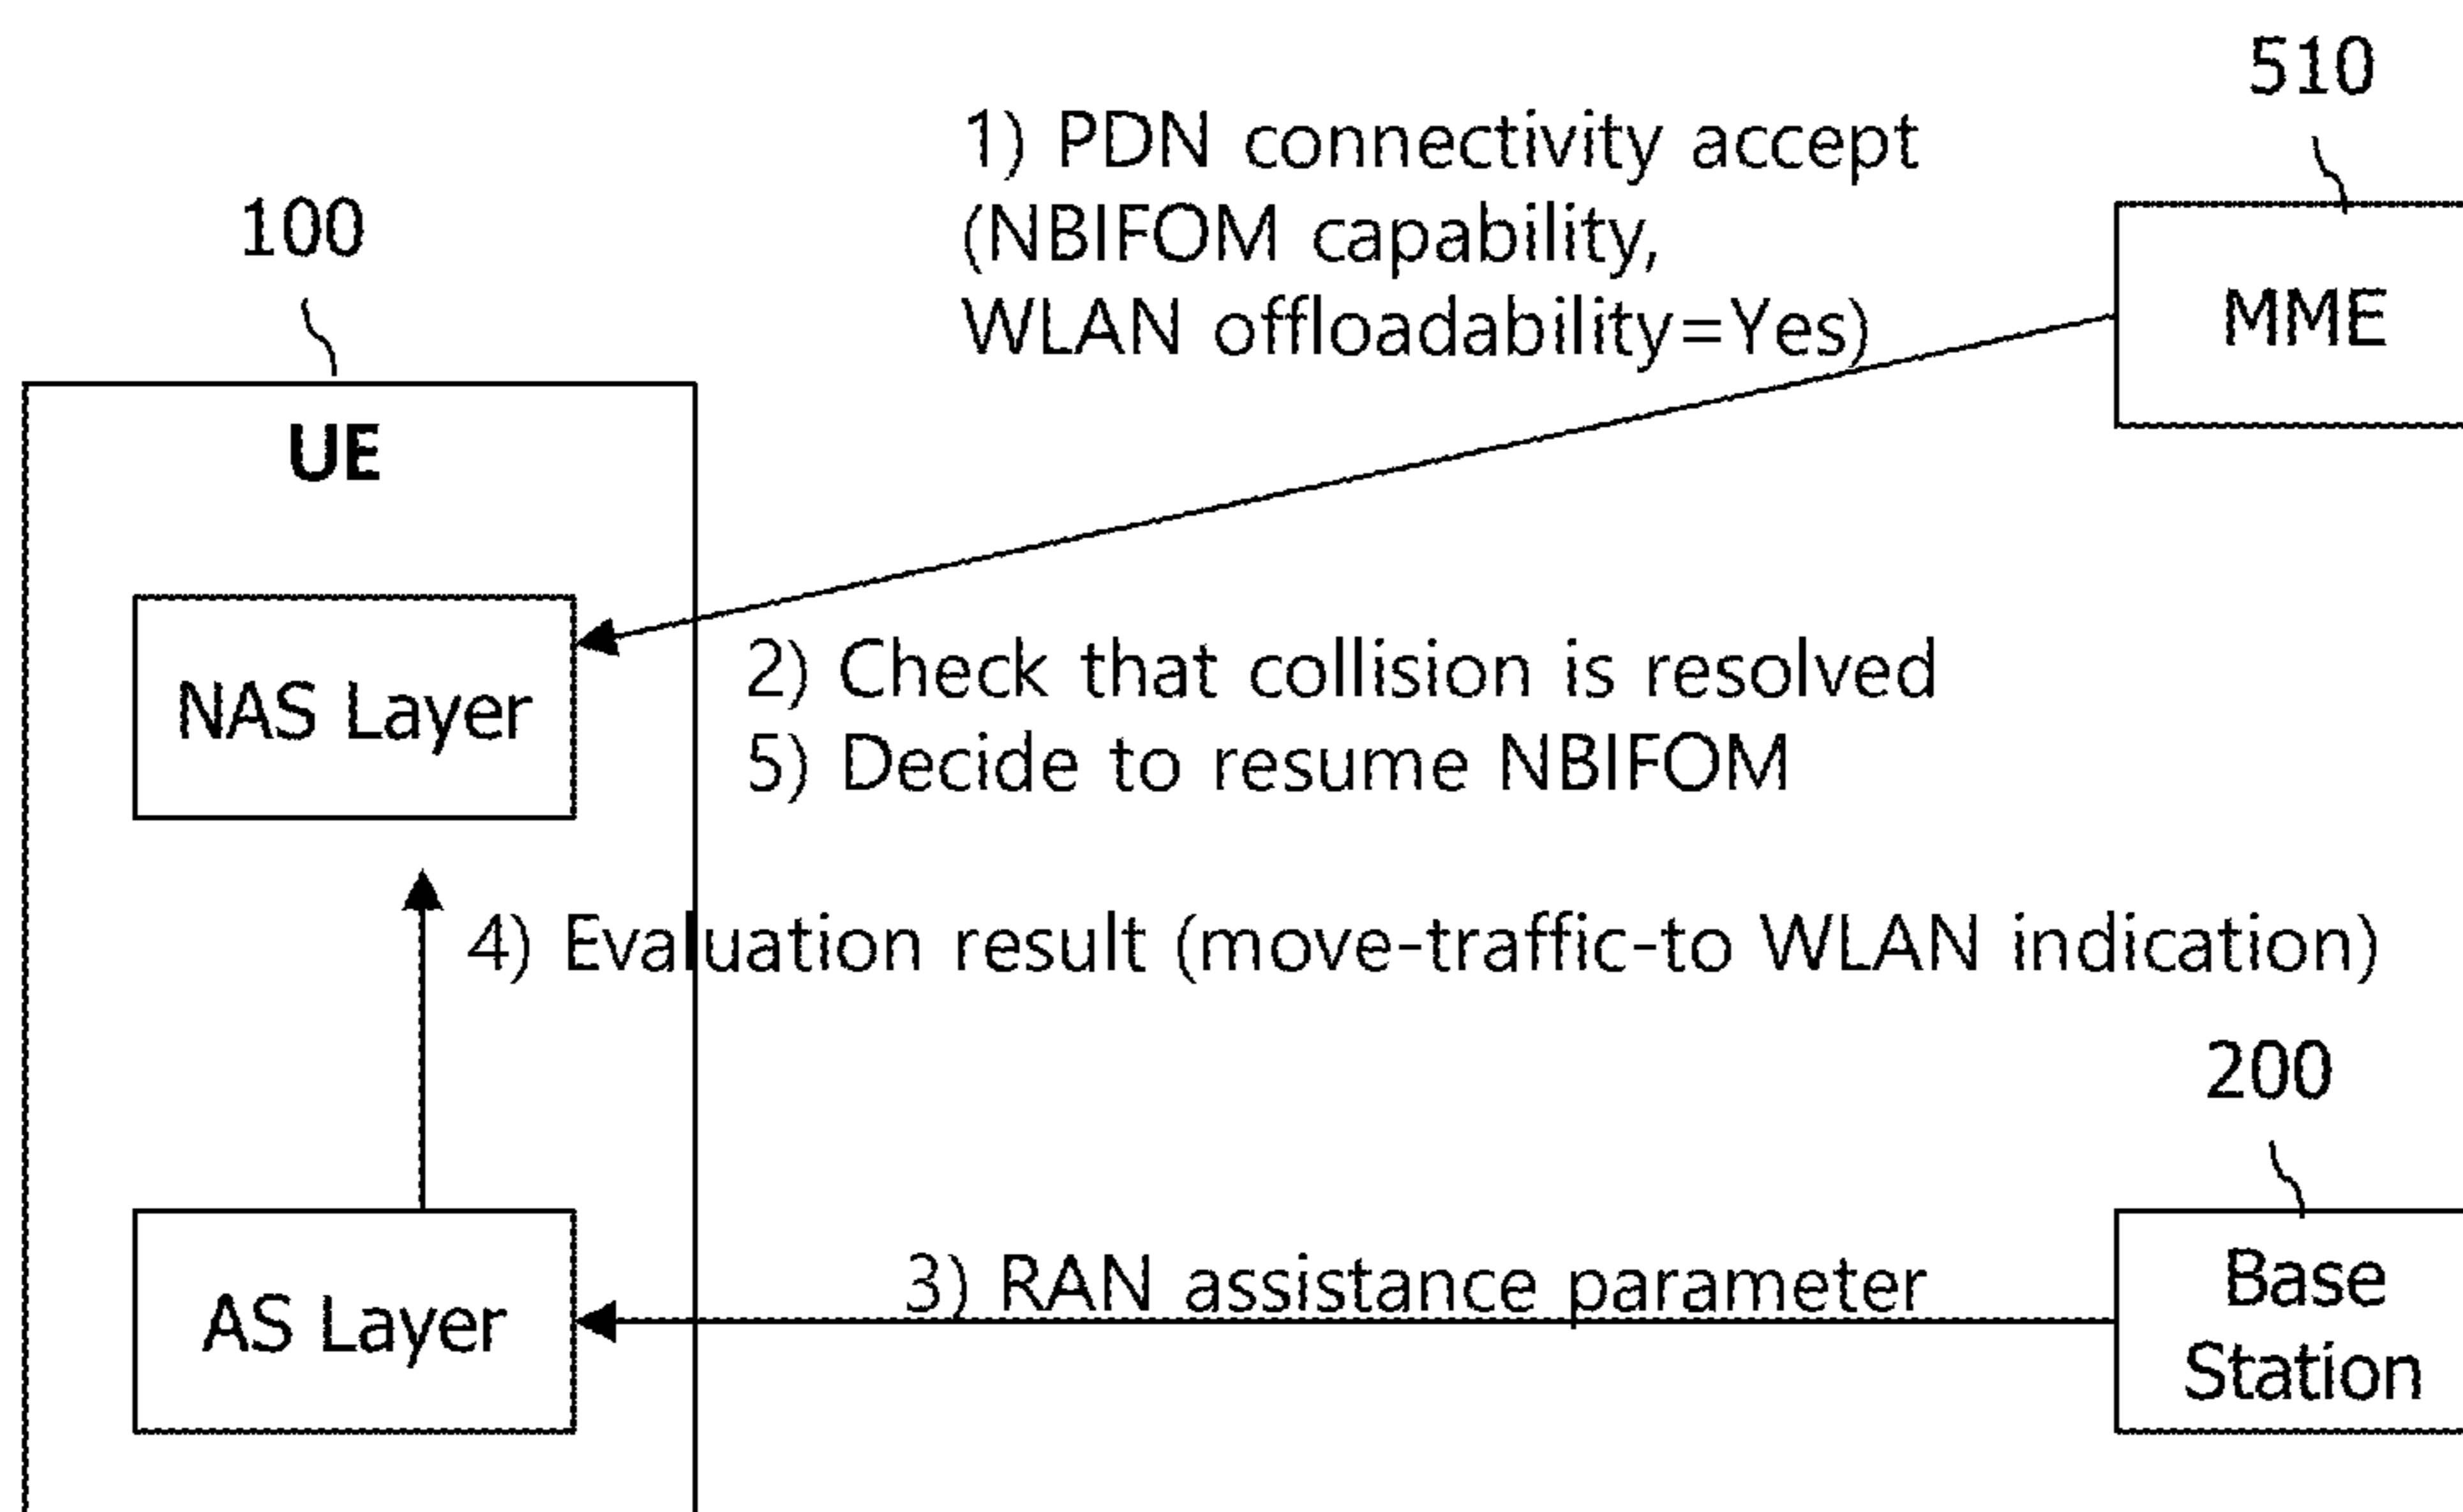 510
1) PDN connectivity accept
(NBIFOM capability,
WLAN offloadability=Yes)
100
MME
UE
NAS Layer
2) Check that collision is resolved
5) Decide to resume NBIFOM
4) Evaluation result (move-traffic-to WLAN indication)
200
3) RAN assistance parameter
AS Layer
Base
Station